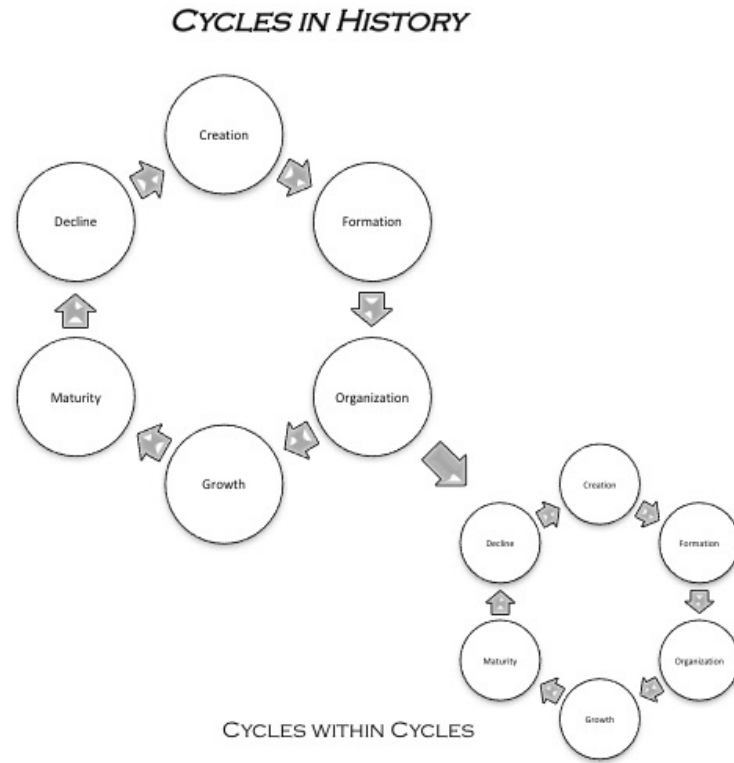 CYCLES IN HISTORY
Creation
Decline
Formation
Maturity
Organization
Growth
Creation
Decline
Formation
Maturity
Organization
Growth
CYCLES WITHIN CYCLES